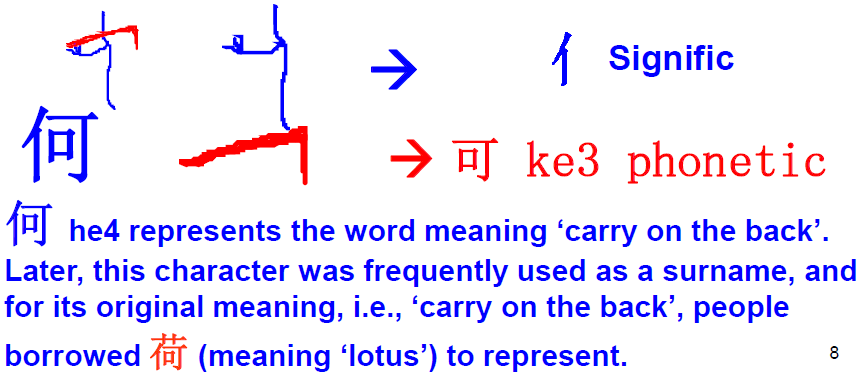 亻 Signific
何 → 可 ke3 phonetic
何 he4 represents the word meaning ‘carry on the back’.
Later, this character was frequently used as a surname, and
for its original meaning, i.e., ‘carry on the back’, people
borrowed 荷 (meaning ‘lotus’) to represent.
8